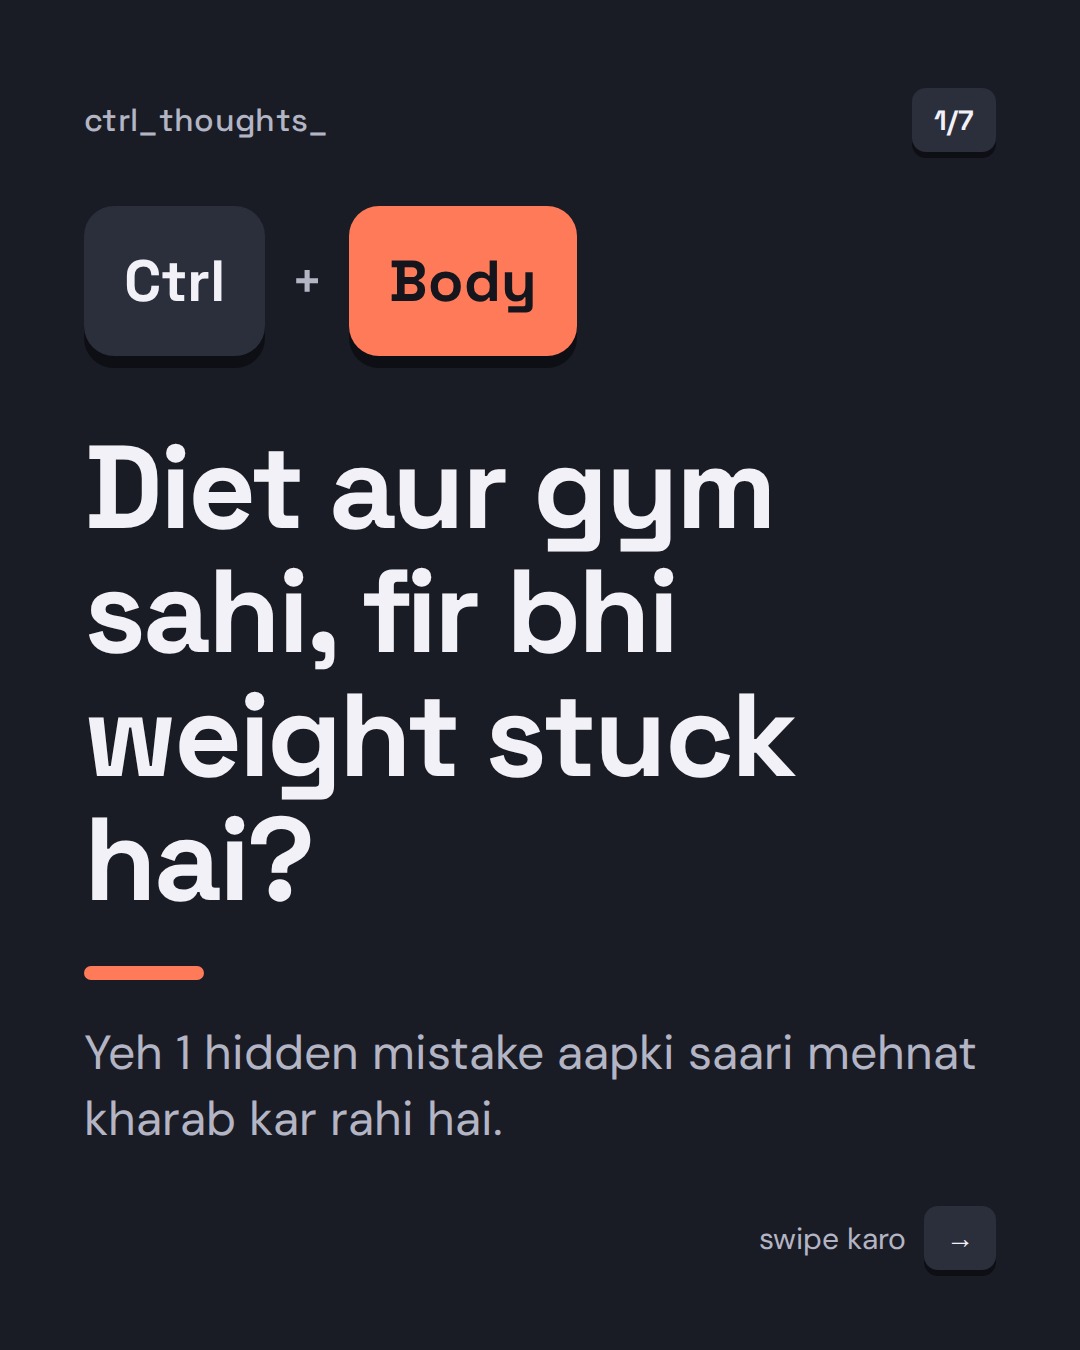 ctrl_thoughts_
1/7
Ctrl + Body
Diet aur gym
sahi, fir bhi
weight stuck
hai?
Yeh 1 hidden mistake aapki saari mehnat
kharab kar rahi hai.
swipe karo →